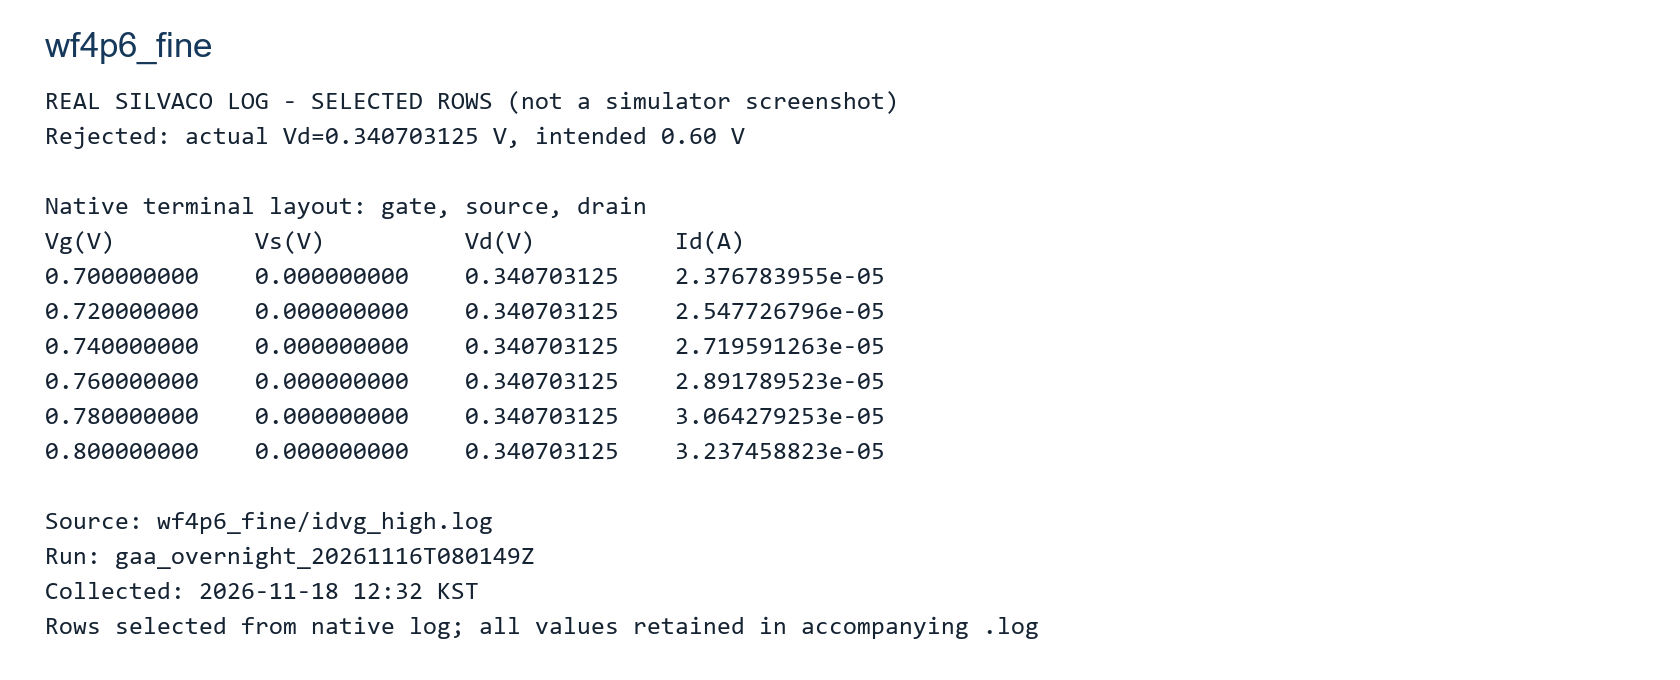 wf4p6_fine
REAL SILVACO LOG - SELECTED ROWS (not a simulator screenshot)
Rejected: actual Vd=0.340703125 V, intended 0.60 V
Native terminal layout: gate, source, drain
Vg(V) Vs(V) Vd(V) Id(A)
0.700000000 0.000000000 0.340703125 2.376783955e-05
0.720000000 0.000000000 0.340703125 2.547726796e-05
0.740000000 0.000000000 0.340703125 2.719591263e-05
0.760000000 0.000000000 0.340703125 2.891789523e-05
0.780000000 0.000000000 0.340703125 3.064279253e-05
0.800000000 0.000000000 0.340703125 3.237458823e-05
Source: wf4p6_fine/idvg_high.log
Run: gaa_overnight_20261116T080149Z
Collected: 2026-11-18 12:32 KST
Rows selected from native log; all values retained in accompanying .log